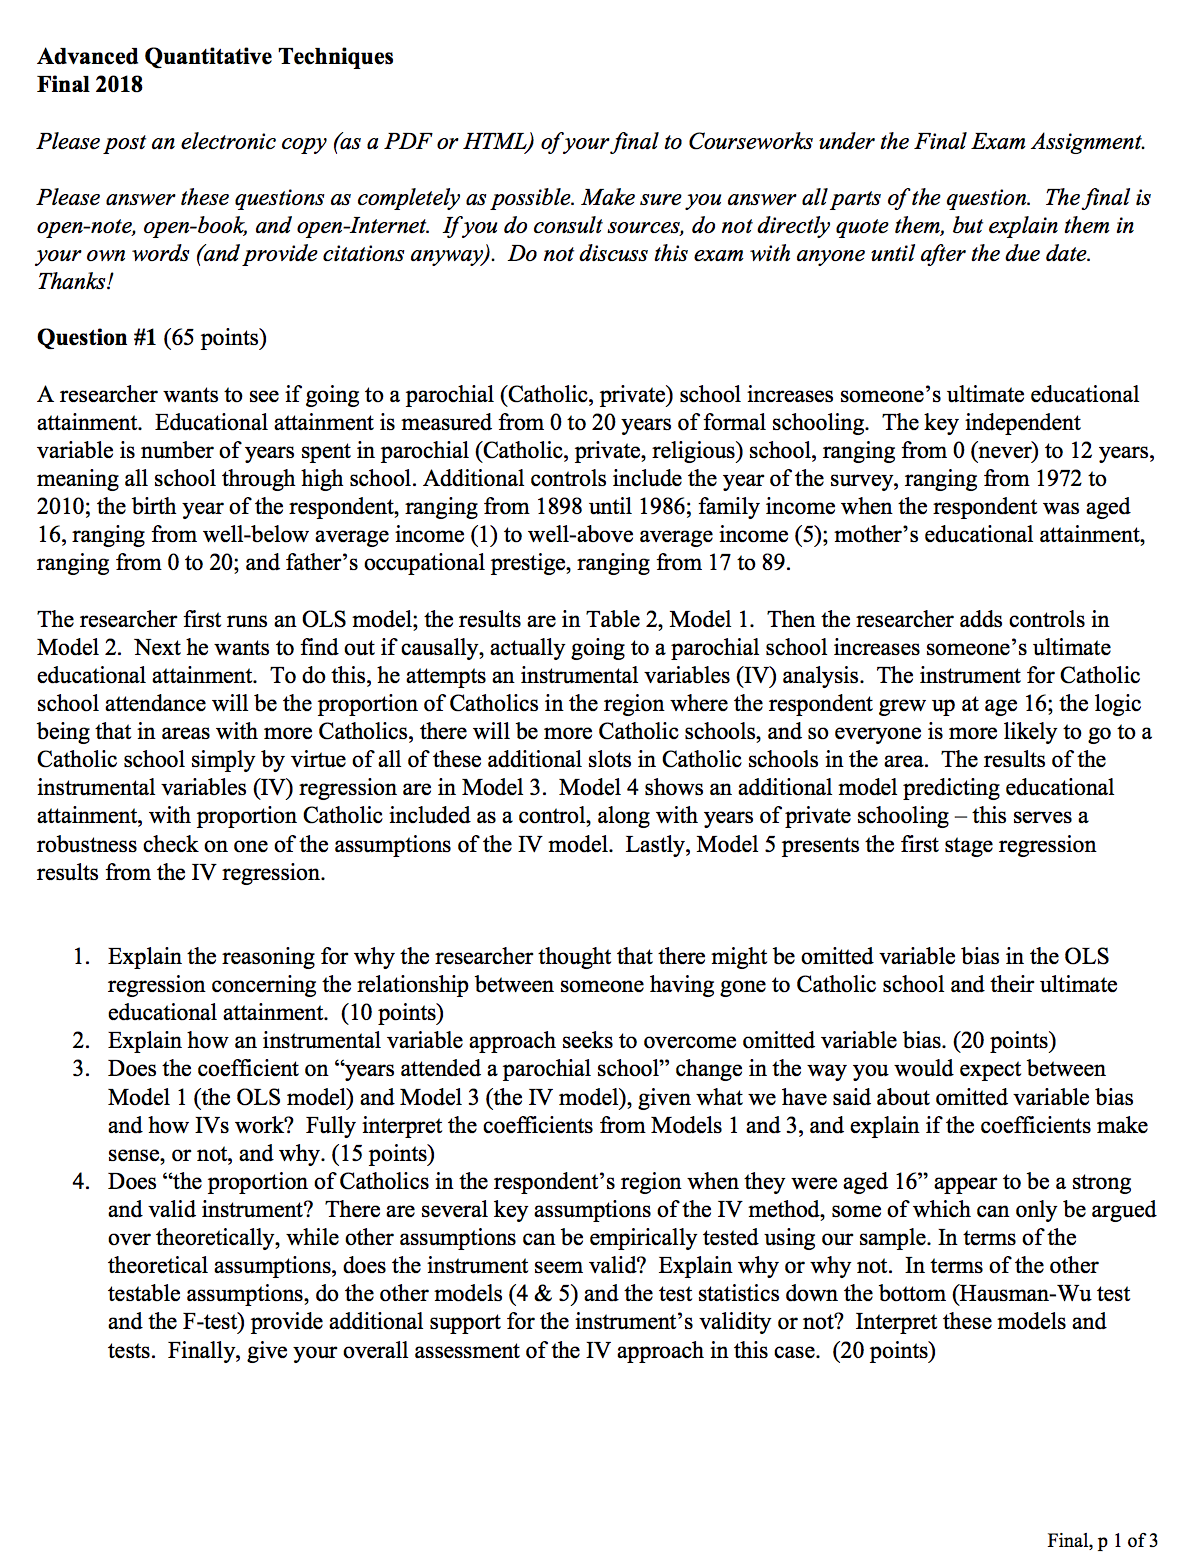 Advanced Quantitative Techniques
Final 2018
Please post an electronic copy (as a PDF or HTML) of your final to Courseworks under the Final Exam Assignment.
Please answer these questions as completely as possible. Make sure you answer all parts of the question.  The final is
open-note, open-book, and open-Internet.  If you do consult sources, do not directly quote them, but explain them in
your own words (and provide citations anyway).  Do not discuss this exam with anyone until after the due date.
Thanks!
Question #1 (65 points)
A researcher wants to see if going to a parochial (Catholic, private) school increases someone’s ultimate educational
attainment.  Educational attainment is measured from 0 to 20 years of formal schooling.  The key independent
variable is number of years spent in parochial (Catholic, private, religious) school, ranging from 0 (never) to 12 years,
meaning all school through high school. Additional controls include the year of the survey, ranging from 1972 to
2010; the birth year of the respondent, ranging from 1898 until 1986; family income when the respondent was aged
16, ranging from well-below average income (1) to well-above average income (5); mother’s educational attainment,
ranging from 0 to 20; and father’s occupational prestige, ranging from 17 to 89.
The researcher first runs an OLS model; the results are in Table 2, Model 1.  Then the researcher adds controls in
Model 2.  Next he wants to find out if causally, actually going to a parochial school increases someone’s ultimate
educational attainment.  To do this, he attempts an instrumental variables (IV) analysis.  The instrument for Catholic
school attendance will be the proportion of Catholics in the region where the respondent grew up at age 16; the logic
being that in areas with more Catholics, there will be more Catholic schools, and so everyone is more likely to go to a
Catholic school simply by virtue of all of these additional slots in Catholic schools in the area.  The results of the
instrumental variables (IV) regression are in Model 3.  Model 4 shows an additional model predicting educational
attainment, with proportion Catholic included as a control, along with years of private schooling – this serves a
robustness check on one of the assumptions of the IV model.  Lastly, Model 5 presents the first stage regression
results from the IV regression.
1. Explain the reasoning for why the researcher thought that there might be omitted variable bias in the OLS
regression concerning the relationship between someone having gone to Catholic school and their ultimate
educational attainment.  (10 points)
2. Explain how an instrumental variable approach seeks to overcome omitted variable bias. (20 points)
3. Does the coefficient on “years attended a parochial school” change in the way you would expect between
Model 1 (the OLS model) and Model 3 (the IV model), given what we have said about omitted variable bias
and how IVs work?  Fully interpret the coefficients from Models 1 and 3, and explain if the coefficients make
sense, or not, and why. (15 points)
4. Does “the proportion of Catholics in the respondent’s region when they were aged 16” appear to be a strong
and valid instrument?  There are several key assumptions of the IV method, some of which can only be argued
over theoretically, while other assumptions can be empirically tested using our sample. In terms of the
theoretical assumptions, does the instrument seem valid?  Explain why or why not.  In terms of the other
testable assumptions, do the other models (4 & 5) and the test statistics down the bottom (Hausman-Wu test
and the F-test) provide additional support for the instrument’s validity or not?  Interpret these models and
tests.  Finally, give your overall assessment of the IV approach in this case.  (20 points)
Final, p 1 of 3